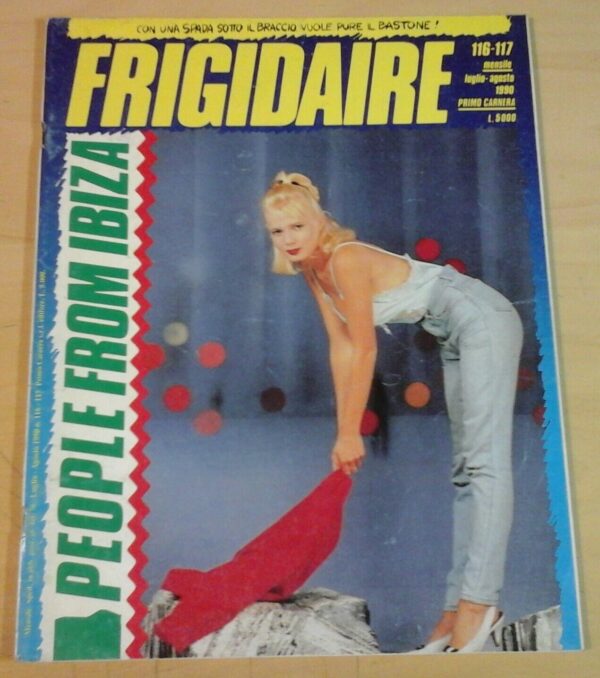 CON UNA SPADA SOTTO IL BRACCIO VUOLE PURE IL BASTONE!
FRIGIDAIRE
116-117
mensile
luglio-agosto
1990
PRIMO CARNERA
L. 5000
PEOPLE FROM IBIZA